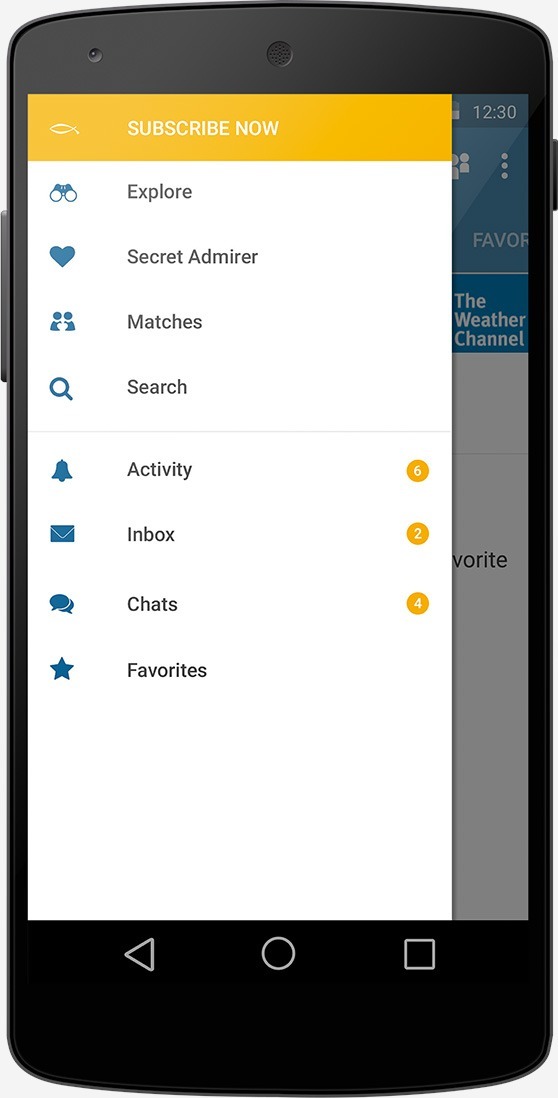 12:30
SUBSCRIBE NOW
Explore
FAVOR
Secret Admirer
The
Weather
Channel
Matches
Search
Activity 6
Inbox 2
vorite
Chats 4
Favorites